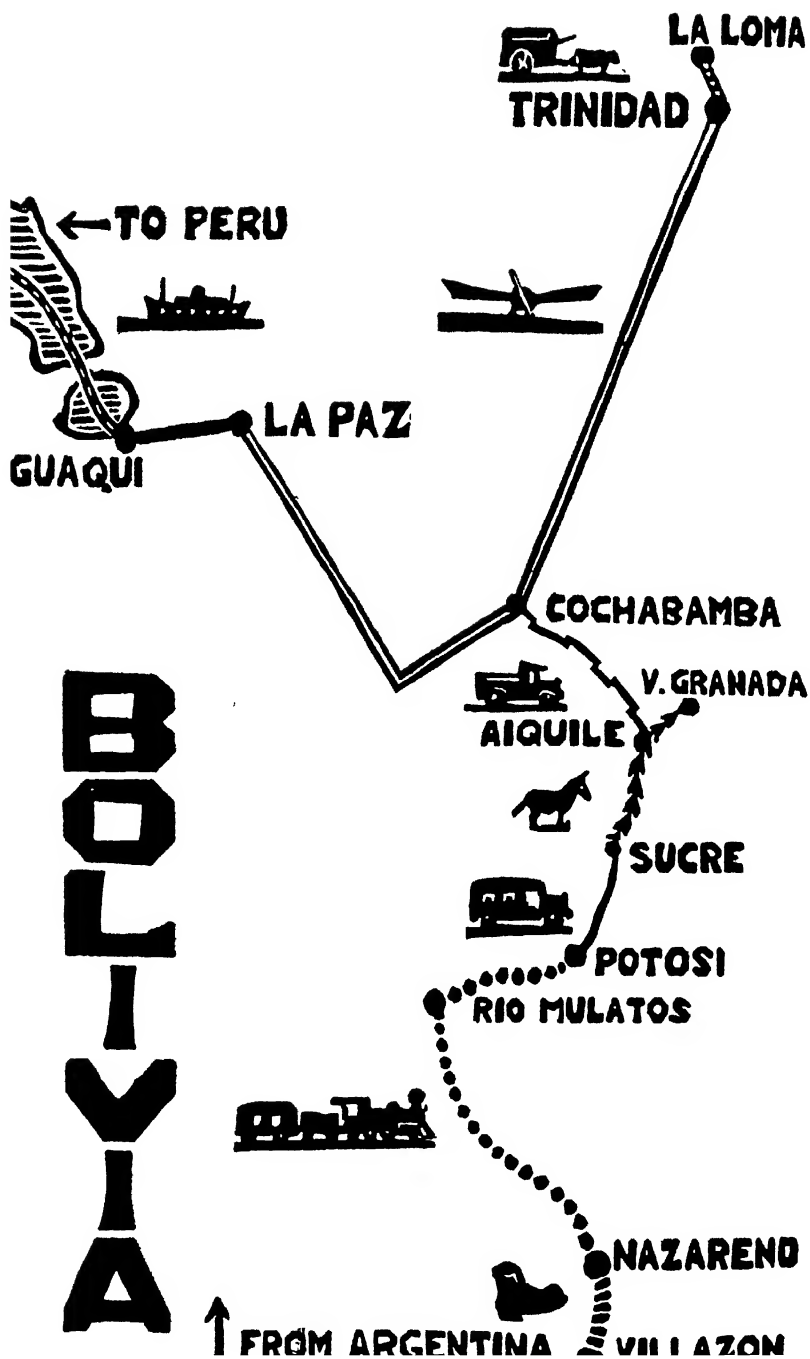 LA LOMA
TRINIDAD
←TO PERU
LA PAZ
GUAQUI
COCHABAMBA
V. GRANADA
AIQUILE
SUCRE
POTOSI
RIO MULATOS
BOLIVIA
NAZARENO
↑ FROM ARGENTINA
VILLAZON